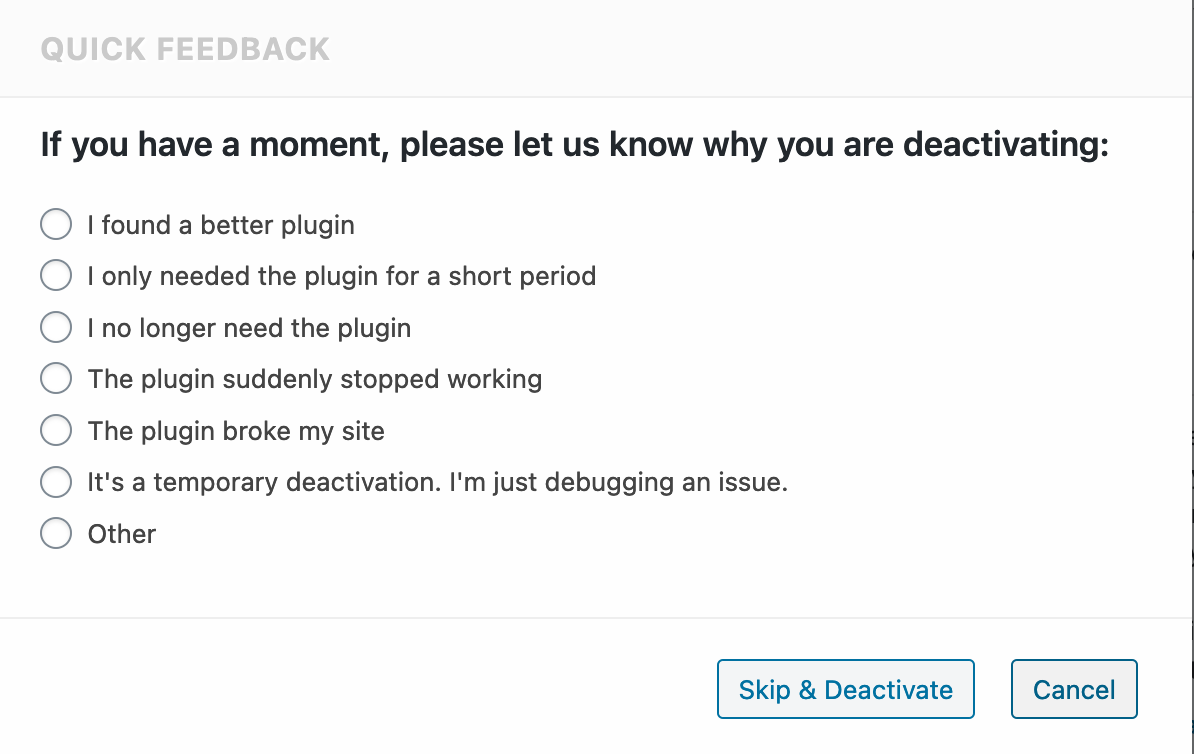 QUICK FEEDBACK
If you have a moment, please let us know why you are deactivating:
I found a better plugin
I only needed the plugin for a short period
I no longer need the plugin
The plugin suddenly stopped working
The plugin broke my site
It's a temporary deactivation. I'm just debugging an issue.
Other
Skip & Deactivate
Cancel